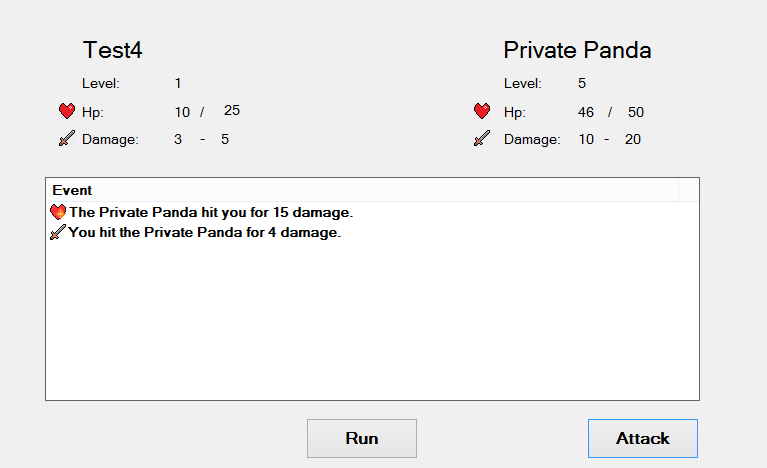 Test4
Level: 1
Hp: 10 / 25
Damage: 3 - 5
Private Panda
Level: 5
Hp: 46 / 50
Damage: 10 - 20
Event
The Private Panda hit you for 15 damage.
You hit the Private Panda for 4 damage.
Run
Attack